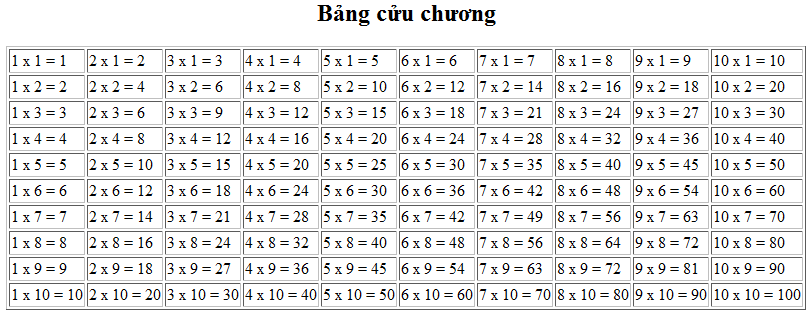 Bảng cửu chương
1 x 1 = 1 2 x 1 = 2 3 x 1 = 3 4 x 1 = 4 5 x 1 = 5 6 x 1 = 6 7 x 1 = 7 8 x 1 = 8 9 x 1 = 9 10 x 1 = 10
1 x 2 = 2 2 x 2 = 4 3 x 2 = 6 4 x 2 = 8 5 x 2 = 10 6 x 2 = 12 7 x 2 = 14 8 x 2 = 16 9 x 2 = 18 10 x 2 = 20
1 x 3 = 3 2 x 3 = 6 3 x 3 = 9 4 x 3 = 12 5 x 3 = 15 6 x 3 = 18 7 x 3 = 21 8 x 3 = 24 9 x 3 = 27 10 x 3 = 30
1 x 4 = 4 2 x 4 = 8 3 x 4 = 12 4 x 4 = 16 5 x 4 = 20 6 x 4 = 24 7 x 4 = 28 8 x 4 = 32 9 x 4 = 36 10 x 4 = 40
1 x 5 = 5 2 x 5 = 10 3 x 5 = 15 4 x 5 = 20 5 x 5 = 25 6 x 5 = 30 7 x 5 = 35 8 x 5 = 40 9 x 5 = 45 10 x 5 = 50
1 x 6 = 6 2 x 6 = 12 3 x 6 = 18 4 x 6 = 24 5 x 6 = 30 6 x 6 = 36 7 x 6 = 42 8 x 6 = 48 9 x 6 = 54 10 x 6 = 60
1 x 7 = 7 2 x 7 = 14 3 x 7 = 21 4 x 7 = 28 5 x 7 = 35 6 x 7 = 42 7 x 7 = 49 8 x 7 = 56 9 x 7 = 63 10 x 7 = 70
1 x 8 = 8 2 x 8 = 16 3 x 8 = 24 4 x 8 = 32 5 x 8 = 40 6 x 8 = 48 7 x 8 = 56 8 x 8 = 64 9 x 8 = 72 10 x 8 = 80
1 x 9 = 9 2 x 9 = 18 3 x 9 = 27 4 x 9 = 36 5 x 9 = 45 6 x 9 = 54 7 x 9 = 63 8 x 9 = 72 9 x 9 = 81 10 x 9 = 90
1 x 10 = 10 2 x 10 = 20 3 x 10 = 30 4 x 10 = 40 5 x 10 = 50 6 x 10 = 60 7 x 10 = 70 8 x 10 = 80 9 x 10 = 90 10 x 10 = 100